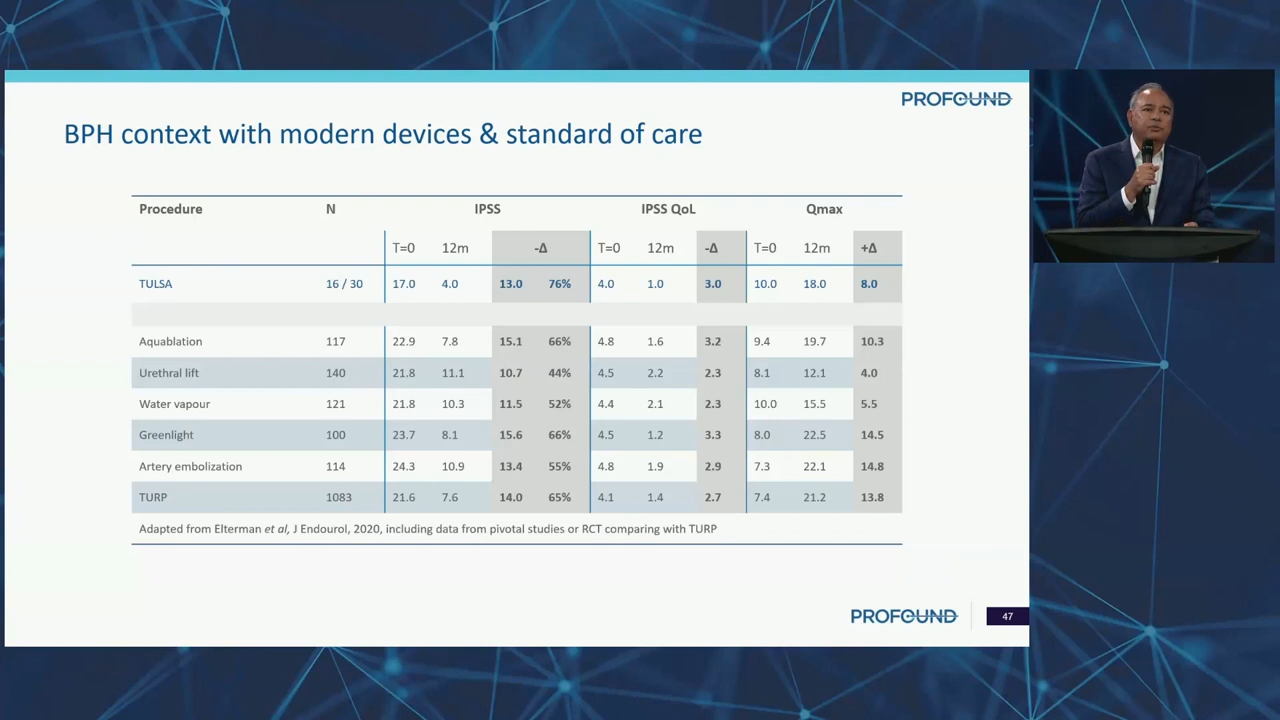 PROFOUND
BPH context with modern devices & standard of care
Procedure N IPSS IPSS QoL Qmax
T=0 12m -Δ T=0 12m -Δ T=0 12m +Δ
TULSA 16 / 30 17.0 4.0 13.0 76% 4.0 1.0 3.0 10.0 18.0 8.0
Aquablation 117 22.9 7.8 15.1 66% 4.8 1.6 3.2 9.4 19.7 10.3
Urethral lift 140 21.8 11.1 10.7 44% 4.5 2.2 2.3 8.1 12.1 4.0
Water vapour 121 21.8 10.3 11.5 52% 4.4 2.1 2.3 10.0 15.5 5.5
Greenlight 100 23.7 8.1 15.6 66% 4.5 1.2 3.3 8.0 22.5 14.5
Artery embolization 114 24.3 10.9 13.4 55% 4.8 1.9 2.9 7.3 22.1 14.8
TURP 1083 21.6 7.6 14.0 65% 4.1 1.4 2.7 7.4 21.2 13.8
Adapted from Elterman et al, J Endourol, 2020, including data from pivotal studies or RCT comparing with TURP
PROFOUND 47